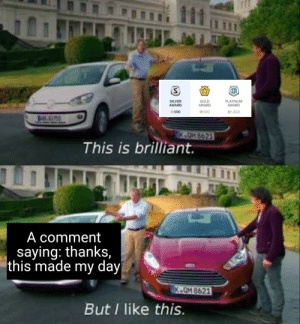 S
SILVER AWARD
GOLD AWARD
PLATINUM AWARD
This is brilliant.
A comment
saying: thanks,
this made my day
But I like this.